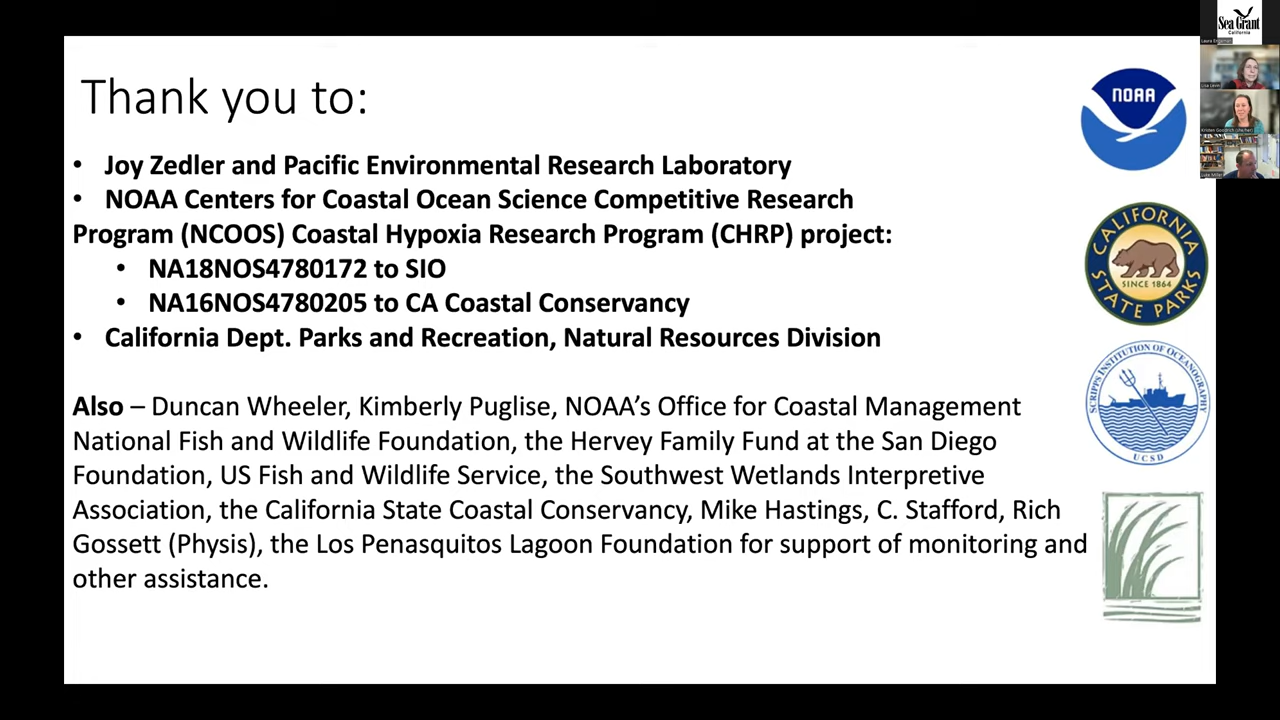 Thank you to:
• Joy Zedler and Pacific Environmental Research Laboratory
• NOAA Centers for Coastal Ocean Science Competitive Research
Program (NCOOS) Coastal Hypoxia Research Program (CHRP) project:
• NA18NOS4780172 to SIO
• NA16NOS4780205 to CA Coastal Conservancy
• California Dept. Parks and Recreation, Natural Resources Division
Also – Duncan Wheeler, Kimberly Puglise, NOAA’s Office for Coastal Management
National Fish and Wildlife Foundation, the Hervey Family Fund at the San Diego
Foundation, US Fish and Wildlife Service, the Southwest Wetlands Interpretive
Association, the California State Coastal Conservancy, Mike Hastings, C. Stafford, Rich
Gossett (Physis), the Los Penasquitos Lagoon Foundation for support of monitoring and
other assistance.
NOAA
CALIFORNIA
SINCE 1864
STATE PARKS
SCRIPPS INSTITUTION OF OCEANOGRAPHY
UCSD
Sea Grant
California
Lisa Levin
Luke Miller